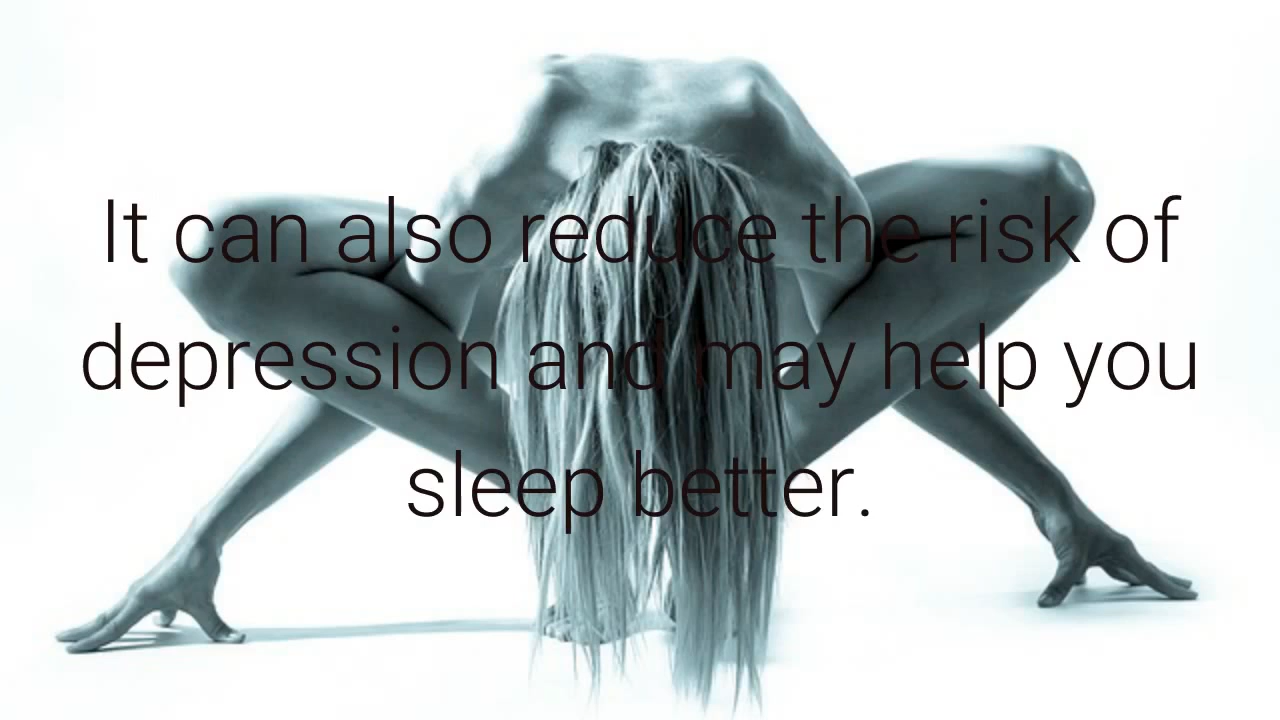 It can also reduce the risk of
depression and may help you
sleep better.